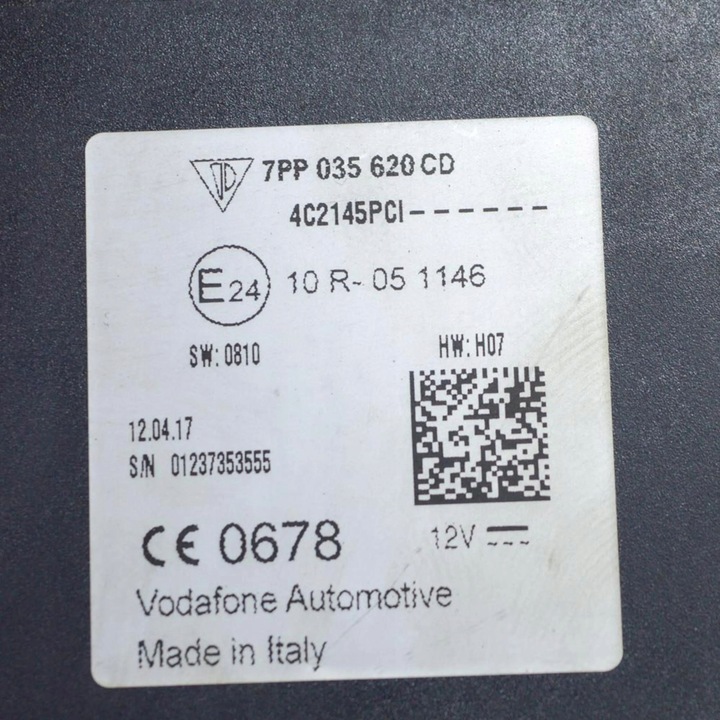 7PP 035 620 CD
4C2145PCI------
E24 10 R- 05 1146
SW: 0810
HW: H07
12.04.17
S/N 01237353555
CE 0678
12V
Vodafone Automotive
Made in Italy